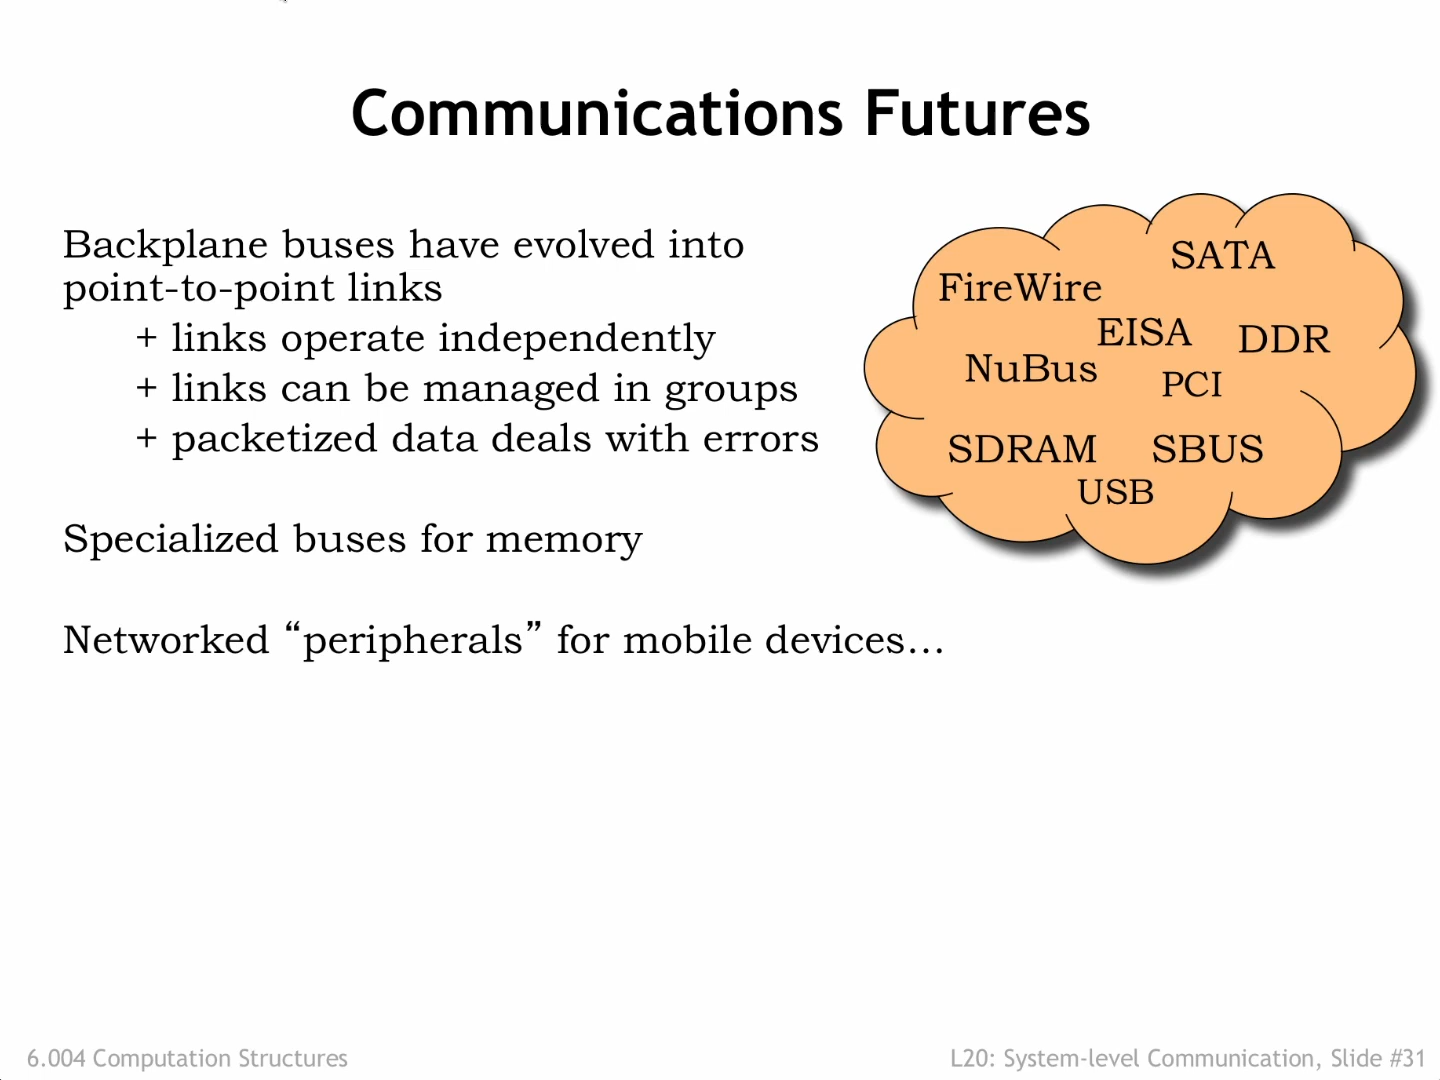 Communications Futures
Backplane buses have evolved into
point-to-point links
+ links operate independently
+ links can be managed in groups
+ packetized data deals with errors
Specialized buses for memory
Networked “peripherals” for mobile devices…
SATA
FireWire
EISA
DDR
NuBus
PCI
SDRAM
SBUS
USB
6.004 Computation Structures
L20: System-level Communication, Slide #31